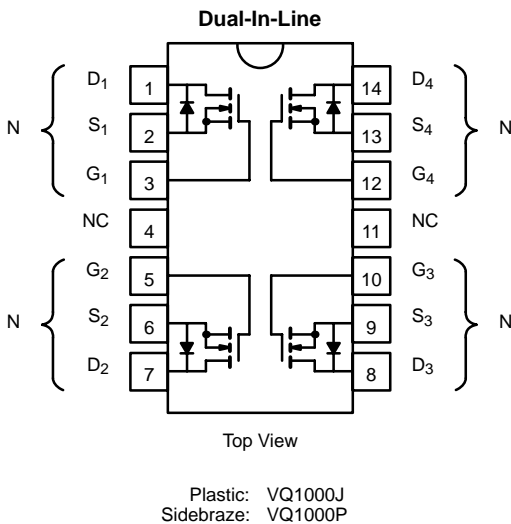 Dual-In-Line
D1 1 14 D4
N S1 2 13 S4 N
G1 3 12 G4
NC 4 11 NC
G2 5 10 G3
N S2 6 9 S3 N
D2 7 8 D3
Top View
Plastic: VQ1000J
Sidebraze: VQ1000P